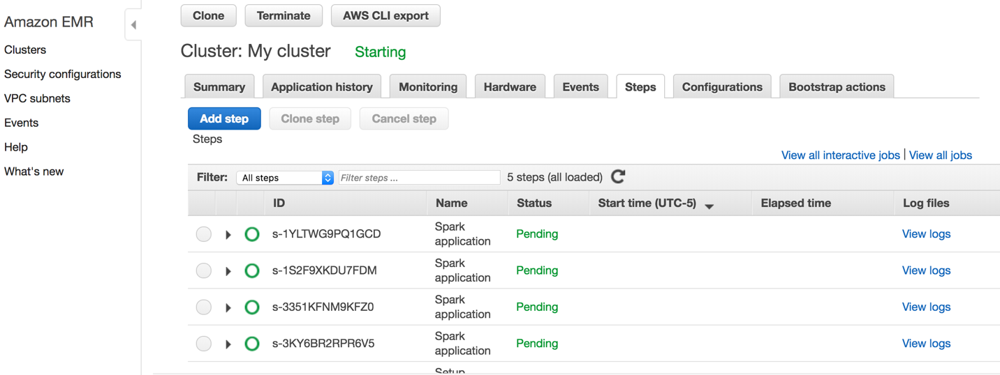 Amazon EMR
Clusters
Security configurations
VPC subnets
Events
Help
What's new
Clone Terminate AWS CLI export
Cluster: My cluster Starting
Summary Application history Monitoring Hardware Events Steps Configurations Bootstrap actions
Add step Clone step Cancel step
Steps
View all interactive jobs | View all jobs
Filter: All steps Filter steps ... 5 steps (all loaded)
ID Name Status Start time (UTC-5) Elapsed time Log files
s-1YLTWG9PQ1GCD Spark application Pending View logs
s-1S2F9XKDU7FDM Spark application Pending View logs
s-3351KFNM9KFZ0 Spark application Pending View logs
s-3KY6BR2RPR6V5 Spark application Pending View logs
Setup